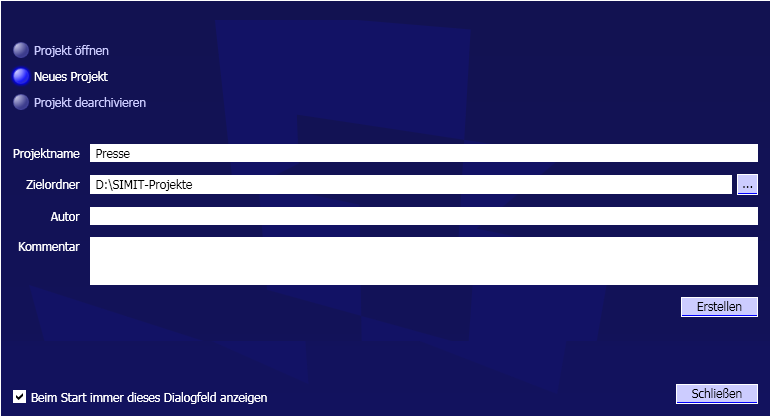 Projekt öffnen
Neues Projekt
Projekt dearchivieren
Projektname Presse
Zielordner D:\SIMIT-Projekte ...
Autor
Kommentar
Erstellen
Beim Start immer dieses Dialogfeld anzeigen
Schließen